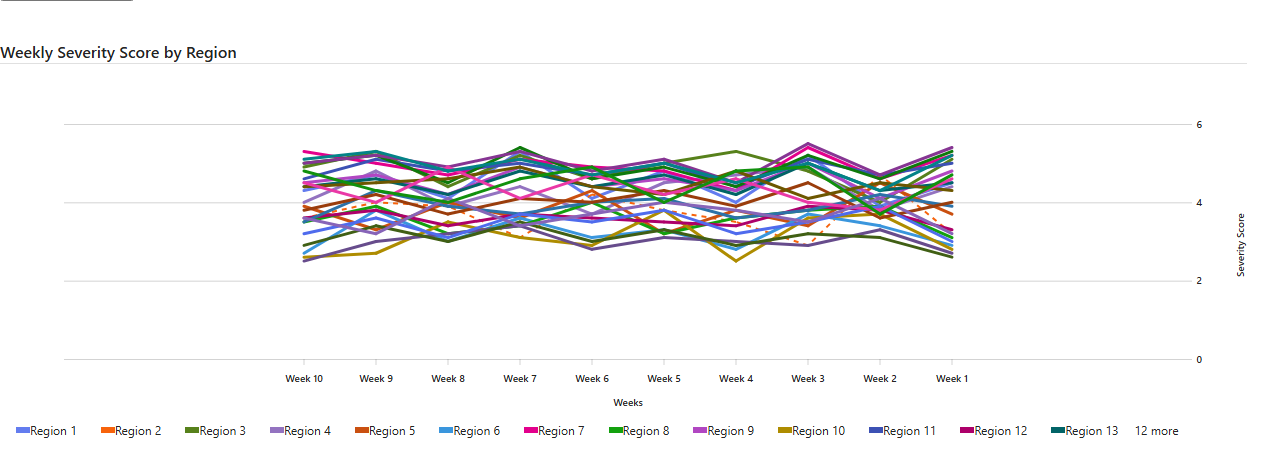 Weekly Severity Score by Region
6
4
2
0
Severity Score
Week 10 Week 9 Week 8 Week 7 Week 6 Week 5 Week 4 Week 3 Week 2 Week 1
Weeks
Region 1 Region 2 Region 3 Region 4 Region 5 Region 6 Region 7 Region 8 Region 9 Region 10 Region 11 Region 12 Region 13 12 more